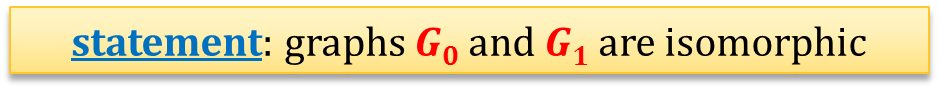 statement: graphs G₀ and G₁ are isomorphic